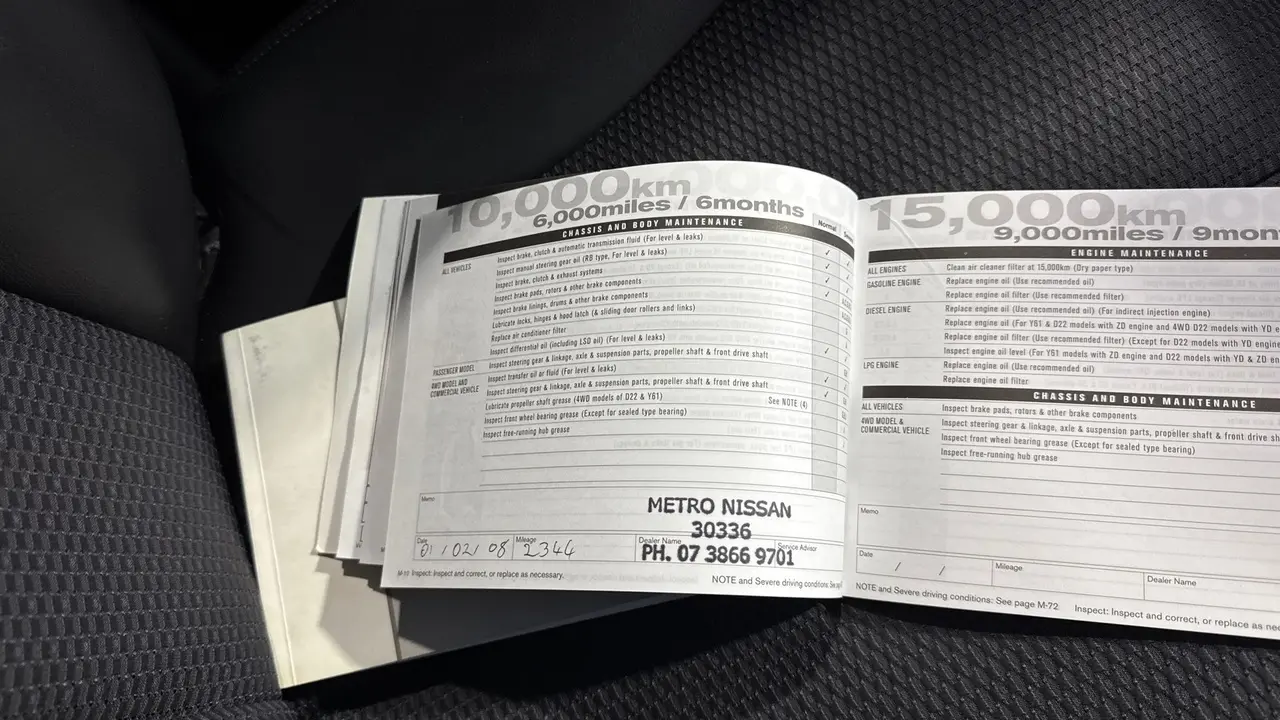 10,000km
6,000miles / 6months
CHASSIS AND BODY MAINTENANCE
Normal
ALL VEHICLES
Inspect brake, clutch & automatic transmission fluid (For level & leaks)
Inspect manual steering gear oil (RB type, For level & leaks)
Inspect brake, clutch & exhaust systems
Inspect brake pads, rotors & other brake components
Inspect brake linings, drums & other brake components
Lubricate locks, hinges & hood latch (& sliding door rollers and links)
Replace air conditioner filter
Inspect differential oil (including LSD oil) (For level & leaks)
PASSENGER MODEL
Inspect steering gear & linkage, axle & suspension parts, propeller shaft & front drive shaft
4WD MODEL AND
COMMERCIAL VEHICLE
Inspect transfer oil or fluid (For level & leaks)
Inspect steering gear & linkage, axle & suspension parts, propeller shaft & front drive shaft
Lubricate propeller shaft grease (4WD models of D22 & Y61) See NOTE (4)
Inspect front wheel bearing grease (Except for sealed type bearing)
Inspect free-running hub grease
Memo
METRO NISSAN
30336
PH. 07 3866 9701
Date 01 / 02 / 08
Mileage 2344
Dealer Name
Service Advisor
M-10 Inspect: Inspect and correct, or replace as necessary.
NOTE and Severe driving conditions: See
15,000km
9,000miles / 9mon
ENGINE MAINTENANCE
ALL ENGINES Clean air cleaner filter at 15,000km (Dry paper type)
GASOLINE ENGINE Replace engine oil (Use recommended oil)
Replace engine oil filter (Use recommended filter)
DIESEL ENGINE Replace engine oil (Use recommended oil) (For indirect injection engine)
Replace engine oil (For Y61 & D22 models with ZD engine and 4WD D22 models with YD
Replace engine oil filter (Use recommended filter) (Except for D22 models with YD engine
Inspect engine oil level (For Y61 models with ZD engine and D22 models with YD & ZD
LPG ENGINE Replace engine oil (Use recommended oil)
Replace engine oil filter
CHASSIS AND BODY MAINTENANCE
ALL VEHICLES Inspect brake pads, rotors & other brake components
4WD MODEL &
COMMERCIAL VEHICLE
Inspect steering gear & linkage, axle & suspension parts, propeller shaft & front drive
Inspect front wheel bearing grease (Except for sealed type bearing)
Inspect free-running hub grease
Memo
Date / /
Mileage
Dealer Name
NOTE and Severe driving conditions: See page M-72 Inspect: Inspect and correct, or replace as